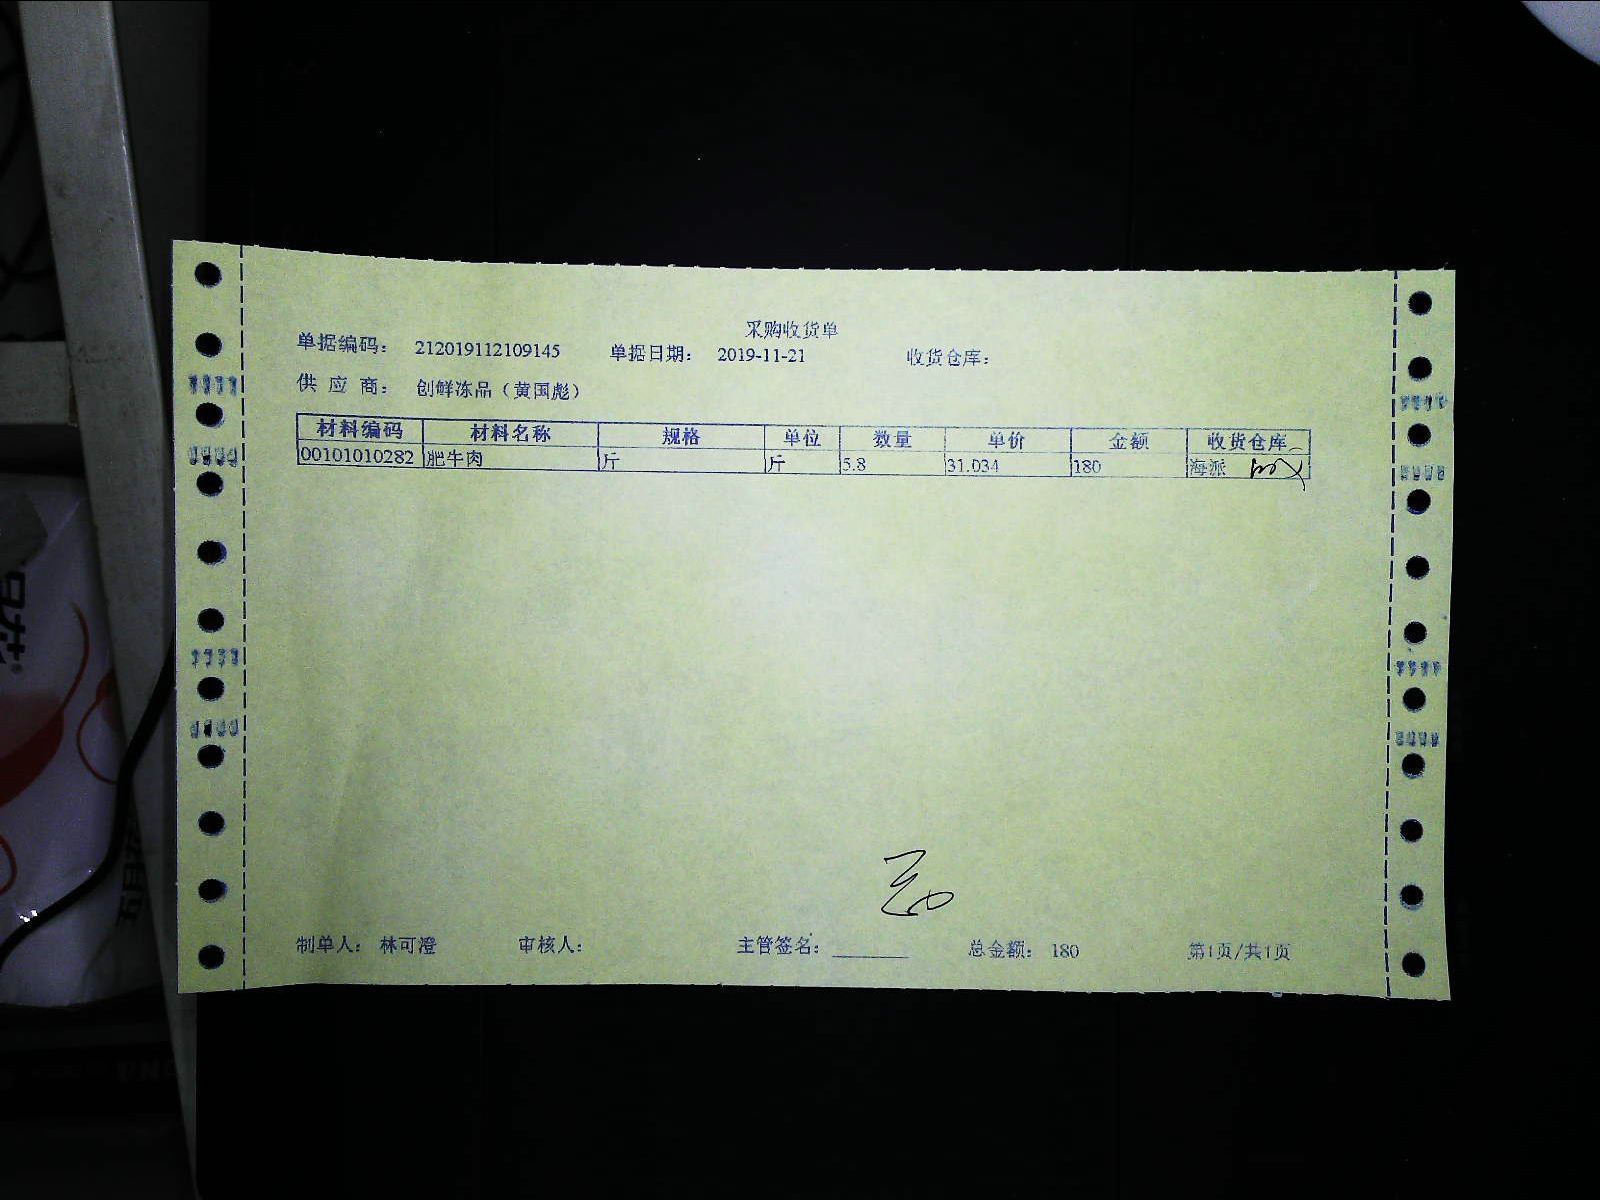 采购收货单
单据编码： 212019112109145 单据日期： 2019-11-21 收货仓库：
供 应 商： 创鲜冻品（黄国彪）
材料编码 材料名称 规格 单位 数量 单价 金额 收货仓库
00101010282 肥牛肉 斤 斤 5.8 31.034 180 海派
制单人： 林可澄 审核人： 主管签名： 总金额： 180 第1页/共1页